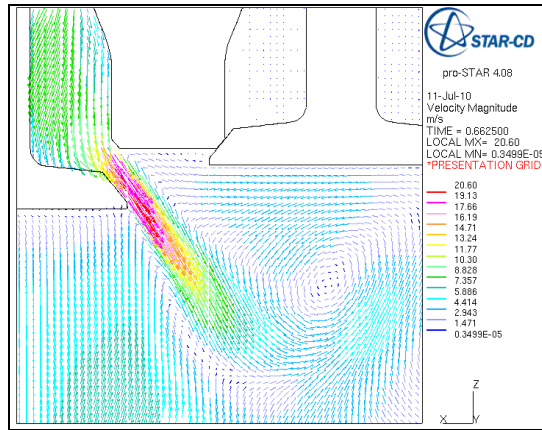 STAR-CD
pro-STAR 4.08
11-Jul-10
Velocity Magnitude
m/s
TIME = 0.662500
LOCAL MX= 20.60
LOCAL MN= 0.3499E-05
*PRESENTATION GRID
20.60
19.13
17.66
16.19
14.71
13.24
11.77
10.30
8.828
7.357
5.886
4.414
2.943
1.471
0.3499E-05
Z
X Y